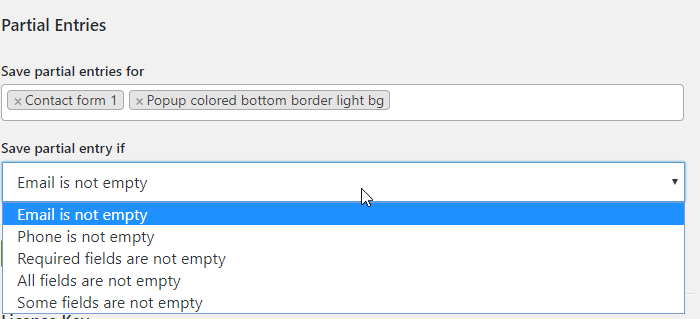 Partial Entries
Save partial entries for
× Contact form 1 × Popup colored bottom border light bg
Save partial entry if
Email is not empty
Email is not empty
Phone is not empty
Required fields are not empty
All fields are not empty
Some fields are not empty
License Key